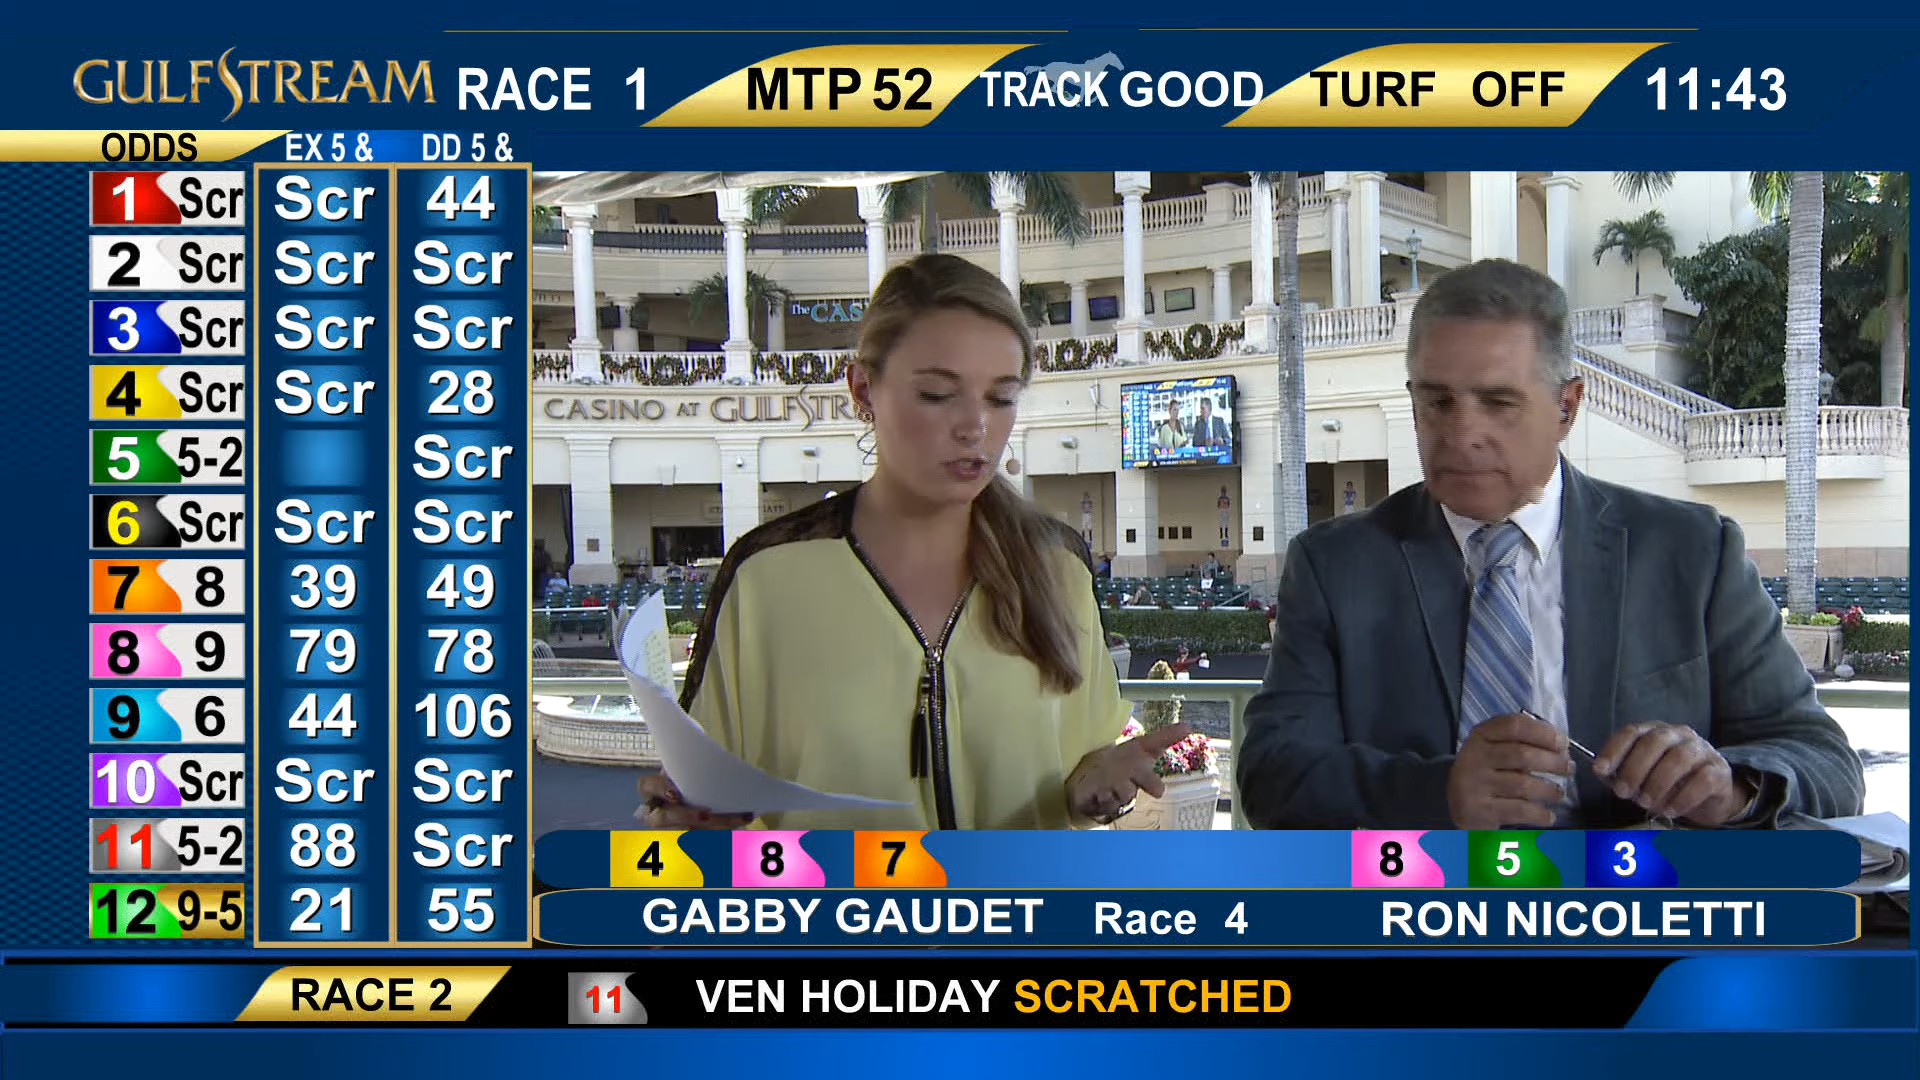 GULFSTREAM RACE 1 MTP 52 TRACK GOOD TURF OFF 11:43
ODDS EX 5 & DD 5 &
1 Scr Scr 44
2 Scr Scr Scr
3 Scr Scr Scr
4 Scr Scr 28
5 5-2 Scr
6 Scr Scr Scr
7 8 39 49
8 9 79 78
9 6 44 106
10 Scr Scr Scr
11 5-2 88 Scr
12 9-5 21 55
The CAS
CASINO AT GULFSTR
4 8 7 8 5 3
GABBY GAUDET Race 4 RON NICOLETTI
RACE 2 11 VEN HOLIDAY SCRATCHED